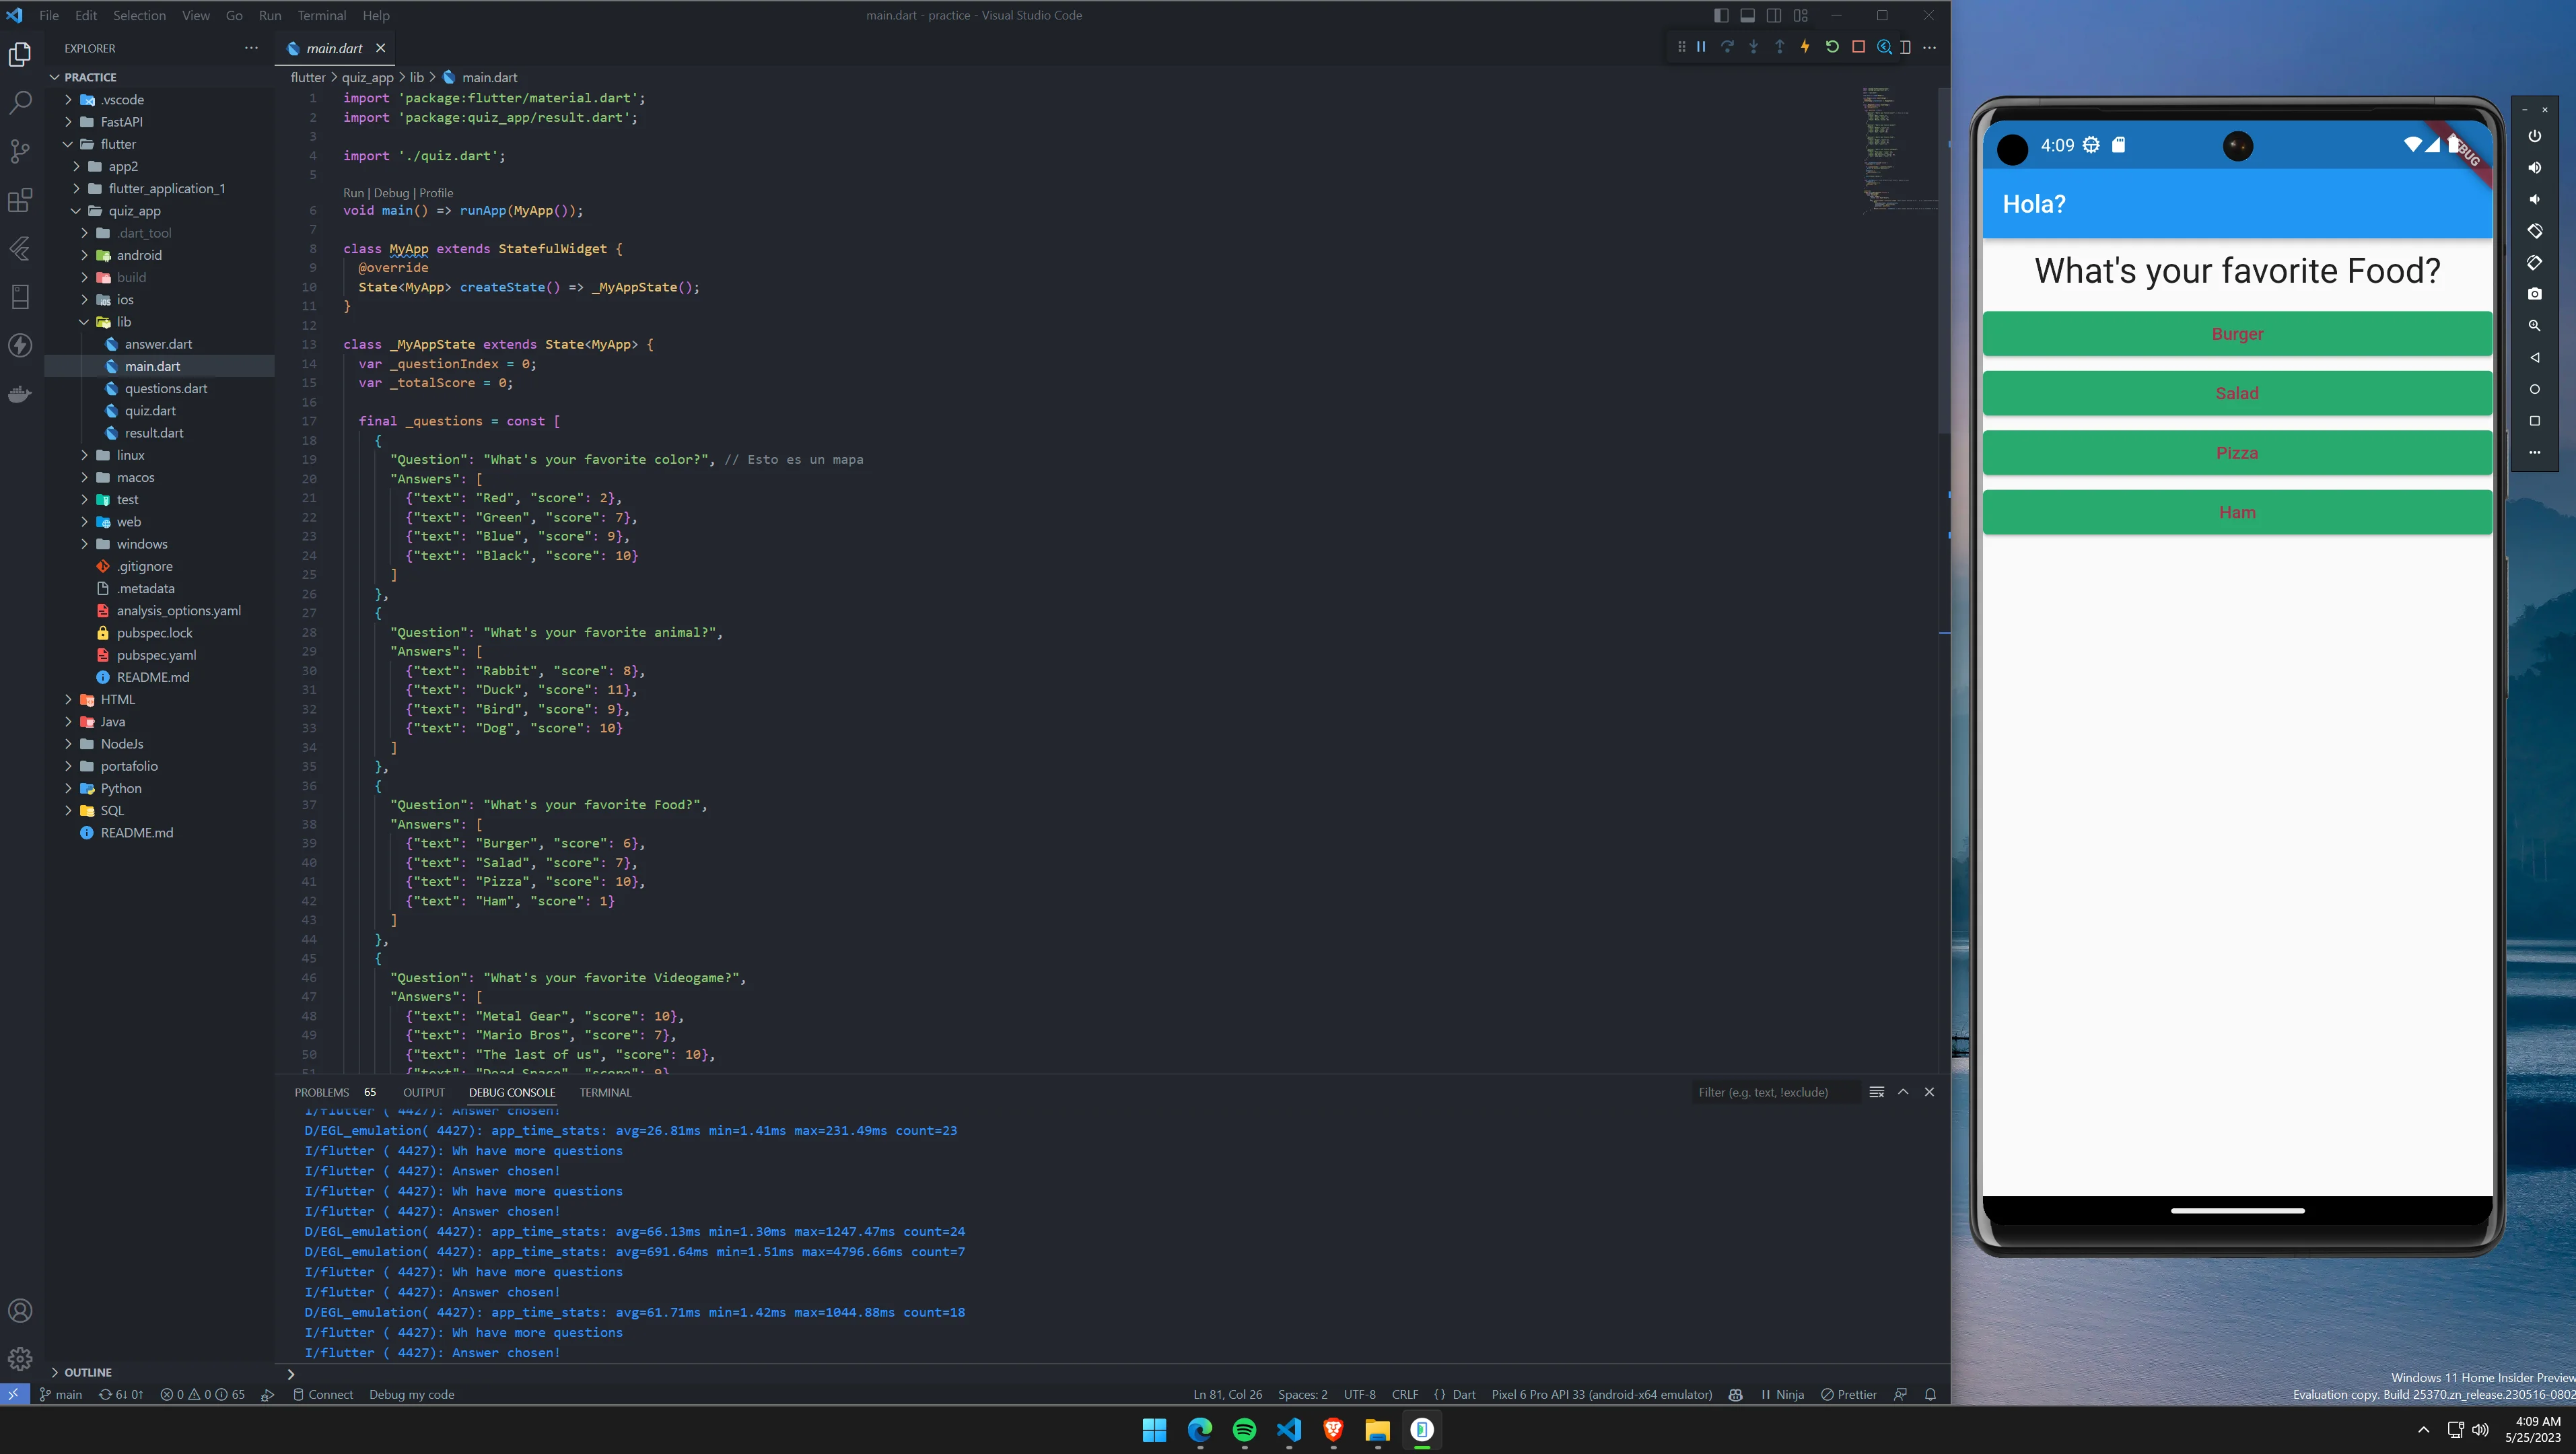 File Edit Selection View Go Run Terminal Help
main.dart - practice - Visual Studio Code
EXPLORER
PRACTICE
.vscode
FastAPI
flutter
app2
flutter_application_1
quiz_app
.dart_tool
android
build
ios
lib
answer.dart
main.dart
questions.dart
quiz.dart
result.dart
linux
macos
test
web
windows
.gitignore
.metadata
analysis_options.yaml
pubspec.lock
pubspec.yaml
README.md
HTML
Java
NodeJs
portafolio
Python
SQL
README.md
OUTLINE
main.dart
flutter > quiz_app > lib > main.dart
1 import 'package:flutter/material.dart';
2 import 'package:quiz_app/result.dart';
3
4 import './quiz.dart';
5
Run | Debug | Profile
6 void main() => runApp(MyApp());
7
8 class MyApp extends StatefulWidget {
9 @override
10 State<MyApp> createState() => _MyAppState();
11 }
12
13 class _MyAppState extends State<MyApp> {
14 var _questionIndex = 0;
15 var _totalScore = 0;
16
17 final _questions = const [
18 {
19 "Question": "What's your favorite color?", // Esto es un mapa
20 "Answers": [
21 {"text": "Red", "score": 2},
22 {"text": "Green", "score": 7},
23 {"text": "Blue", "score": 9},
24 {"text": "Black", "score": 10}
25 ]
26 },
27 {
28 "Question": "What's your favorite animal?",
29 "Answers": [
30 {"text": "Rabbit", "score": 8},
31 {"text": "Duck", "score": 11},
32 {"text": "Bird", "score": 9},
33 {"text": "Dog", "score": 10}
34 ]
35 },
36 {
37 "Question": "What's your favorite Food?",
38 "Answers": [
39 {"text": "Burger", "score": 6},
40 {"text": "Salad", "score": 7},
41 {"text": "Pizza", "score": 10},
42 {"text": "Ham", "score": 1}
43 ]
44 },
45 {
46 "Question": "What's your favorite Videogame?",
47 "Answers": [
48 {"text": "Metal Gear", "score": 10},
49 {"text": "Mario Bros", "score": 7},
50 {"text": "The last of us", "score": 10},
51 {"text": "Dead Space", "score": 9}
PROBLEMS 65 OUTPUT DEBUG CONSOLE TERMINAL
Filter (e.g. text, !exclude)
I/flutter ( 4427): Answer chosen!
D/EGL_emulation( 4427): app_time_stats: avg=26.81ms min=1.41ms max=231.49ms count=23
I/flutter ( 4427): Wh have more questions
I/flutter ( 4427): Answer chosen!
I/flutter ( 4427): Wh have more questions
I/flutter ( 4427): Answer chosen!
D/EGL_emulation( 4427): app_time_stats: avg=66.13ms min=1.30ms max=1247.47ms count=24
D/EGL_emulation( 4427): app_time_stats: avg=691.64ms min=1.51ms max=4796.66ms count=7
I/flutter ( 4427): Wh have more questions
I/flutter ( 4427): Answer chosen!
D/EGL_emulation( 4427): app_time_stats: avg=61.71ms min=1.42ms max=1044.88ms count=18
I/flutter ( 4427): Wh have more questions
I/flutter ( 4427): Answer chosen!
main 6↓ 0↑ 0 0 65 Connect Debug my code
Ln 81, Col 26 Spaces: 2 UTF-8 CRLF {} Dart Pixel 6 Pro API 33 (android-x64 emulator) Ninja Prettier
4:09
Hola?
What's your favorite Food?
Burger
Salad
Pizza
Ham
Windows 11 Home Insider Preview
Evaluation copy. Build 25370.zn_release.230516-0802
4:09 AM
5/25/2023